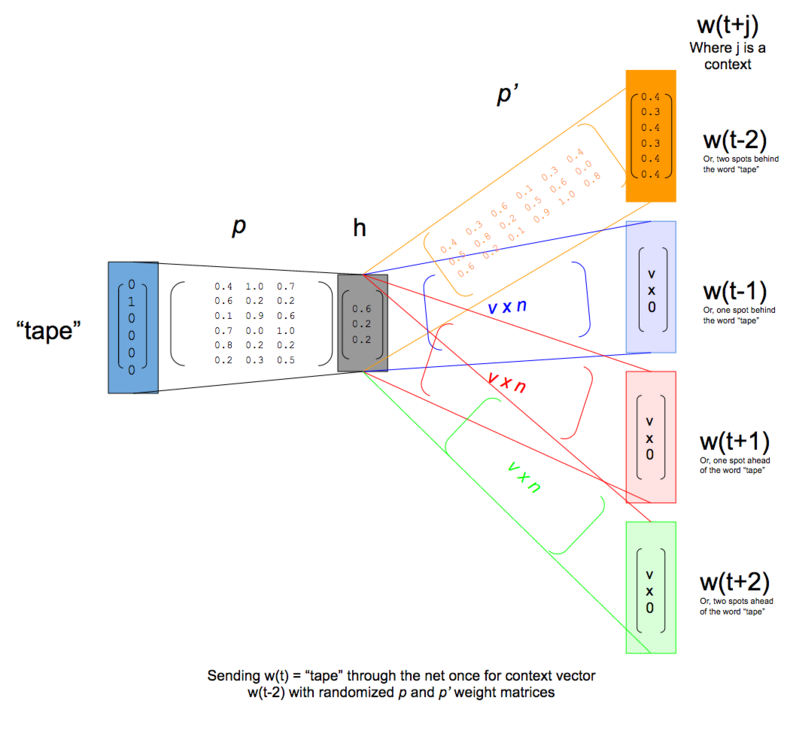 w(t+j)
Where j is a
context
p’
0.4
0.3
0.4
0.3
0.4
0.4
w(t-2)
Or, two spots behind
the word “tape”
0.4 0.3 0.6 0.1 0.3 0.4
0.6 0.8 0.2 0.5 0.6 0.0
0.6 0.2 0.1 0.9 1.0 0.8
p
h
“tape”
0
1
0
0
0
0
0.4 1.0 0.7
0.6 0.2 0.2
0.1 0.9 0.6
0.7 0.0 1.0
0.8 0.2 0.2
0.2 0.3 0.5
0.6
0.2
0.2
v x n
v
x
0
w(t-1)
Or, one spot behind
the word “tape”
v x n
v
x
0
w(t+1)
Or, one spot ahead
of the word “tape”
v x n
v
x
0
w(t+2)
Or, two spots ahead
of the word “tape”
Sending w(t) = “tape” through the net once for context vector
w(t-2) with randomized p and p’ weight matrices